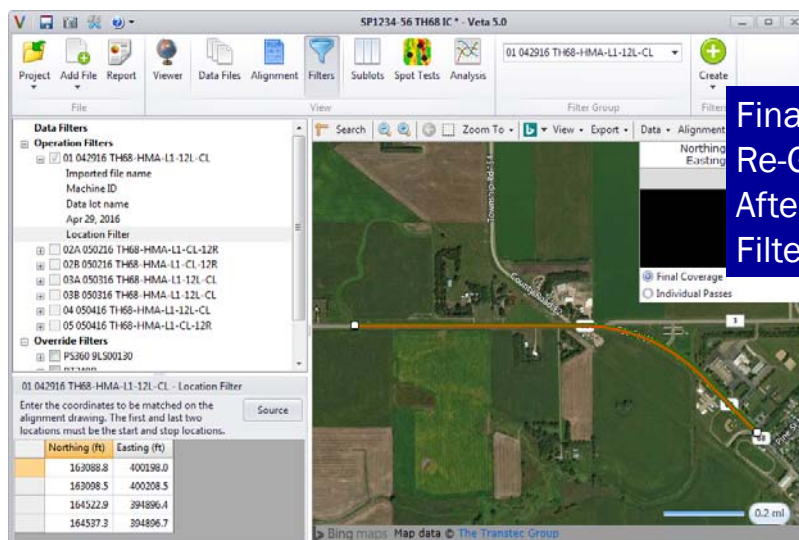 SP1234-56 TH68 IC * - Veta 5.0
Project Add File Report Viewer Data Files Alignment Filters Sublots Spot Tests Analysis
01 042916 TH68-HMA-L1-12L-CL
Create
File View Filter Group Filters
Data Filters
Operation Filters
01 042916 TH68-HMA-L1-12L-CL
Imported file name
Machine ID
Data lot name
Apr 29, 2016
Location Filter
02A 050216 TH68-HMA-L1-CL-12R
02B 050216 TH68-HMA-L1-CL-12R
03A 050316 TH68-HMA-L1-12L-CL
03B 050316 TH68-HMA-L1-12L-CL
04 050416 TH68-HMA-L1-12L-CL
05 050416 TH68-HMA-L1-CL-12R
Override Filters
PS360 9LS00130
01 042916 TH68-HMA-L1-12L-CL - Location Filter
Enter the coordinates to be matched on the
alignment drawing. The first and last two
locations must be the start and stop locations.
Source
Northing (ft) Easting (ft)
163088.8 400198.0
163098.5 400208.5
164522.9 394896.4
164537.3 394896.7
Search Zoom To View Export Data Alignment
Northing
Easting
Final Coverage
Individual Passes
Township Rd 154
Pine St
68
0.2 mi
Bing maps Map data © The Transtec Group
Fina
Re-C
Afte
Filte